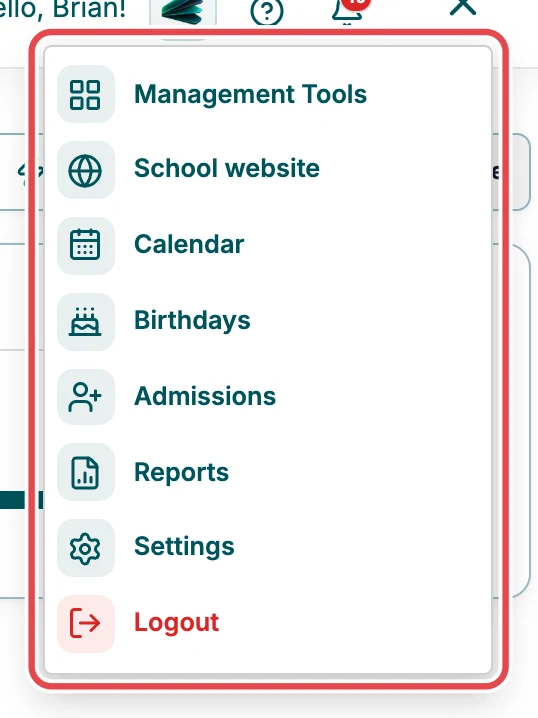 ello, Brian!
Management Tools
School website
Calendar
Birthdays
Admissions
Reports
Settings
Logout